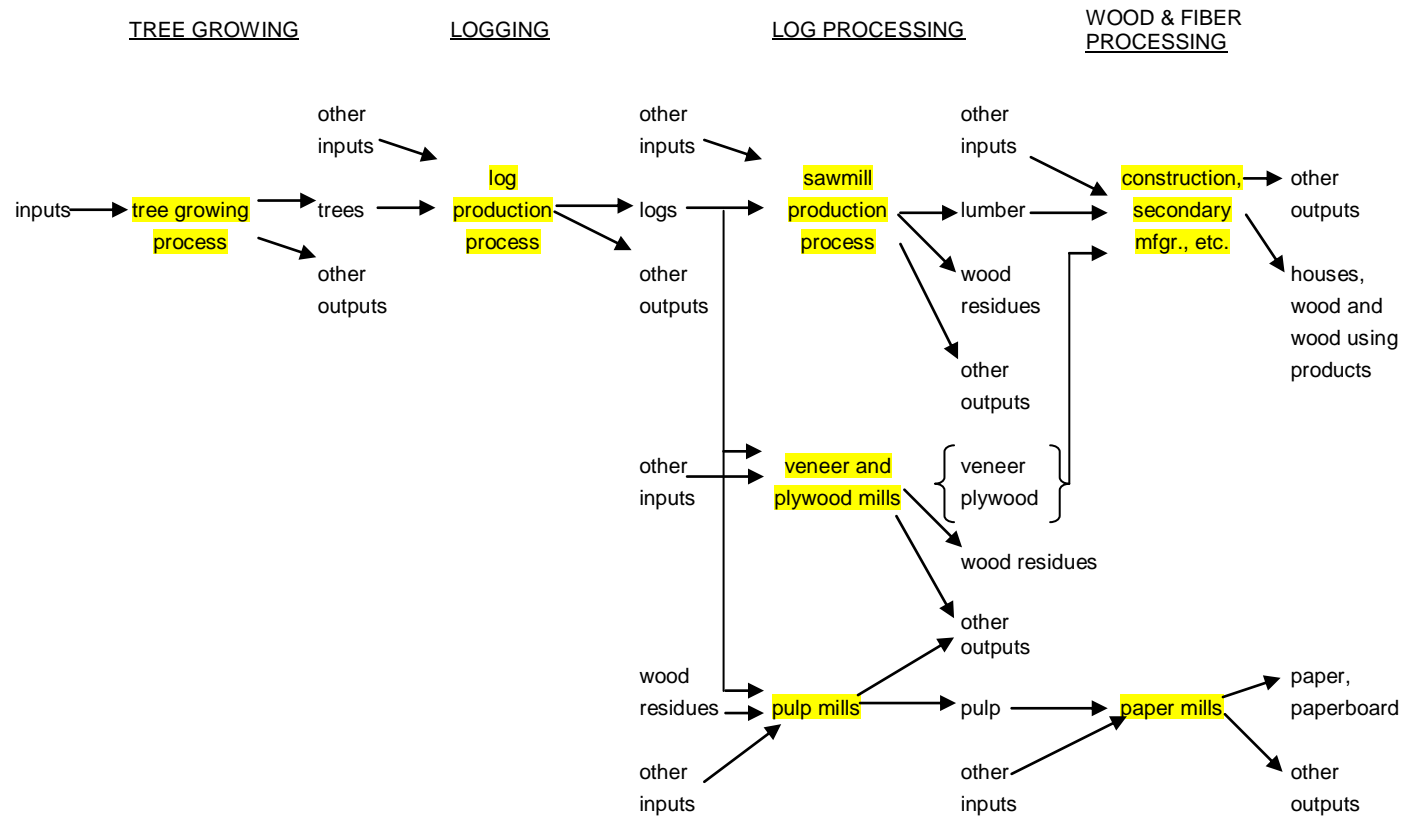 TREE GROWING
LOGGING
LOG PROCESSING
WOOD & FIBER
PROCESSING
inputs
tree growing
process
other
inputs
trees
other
outputs
log
production
process
other
inputs
logs
other
outputs
sawmill
production
process
other
inputs
lumber
wood
residues
other
outputs
construction,
secondary
mfgr., etc.
other
outputs
houses,
wood and
wood using
products
other
inputs
veneer and
plywood mills
veneer
plywood
wood residues
other
outputs
wood
residues
other
inputs
pulp mills
pulp
other
inputs
paper mills
paper,
paperboard
other
outputs